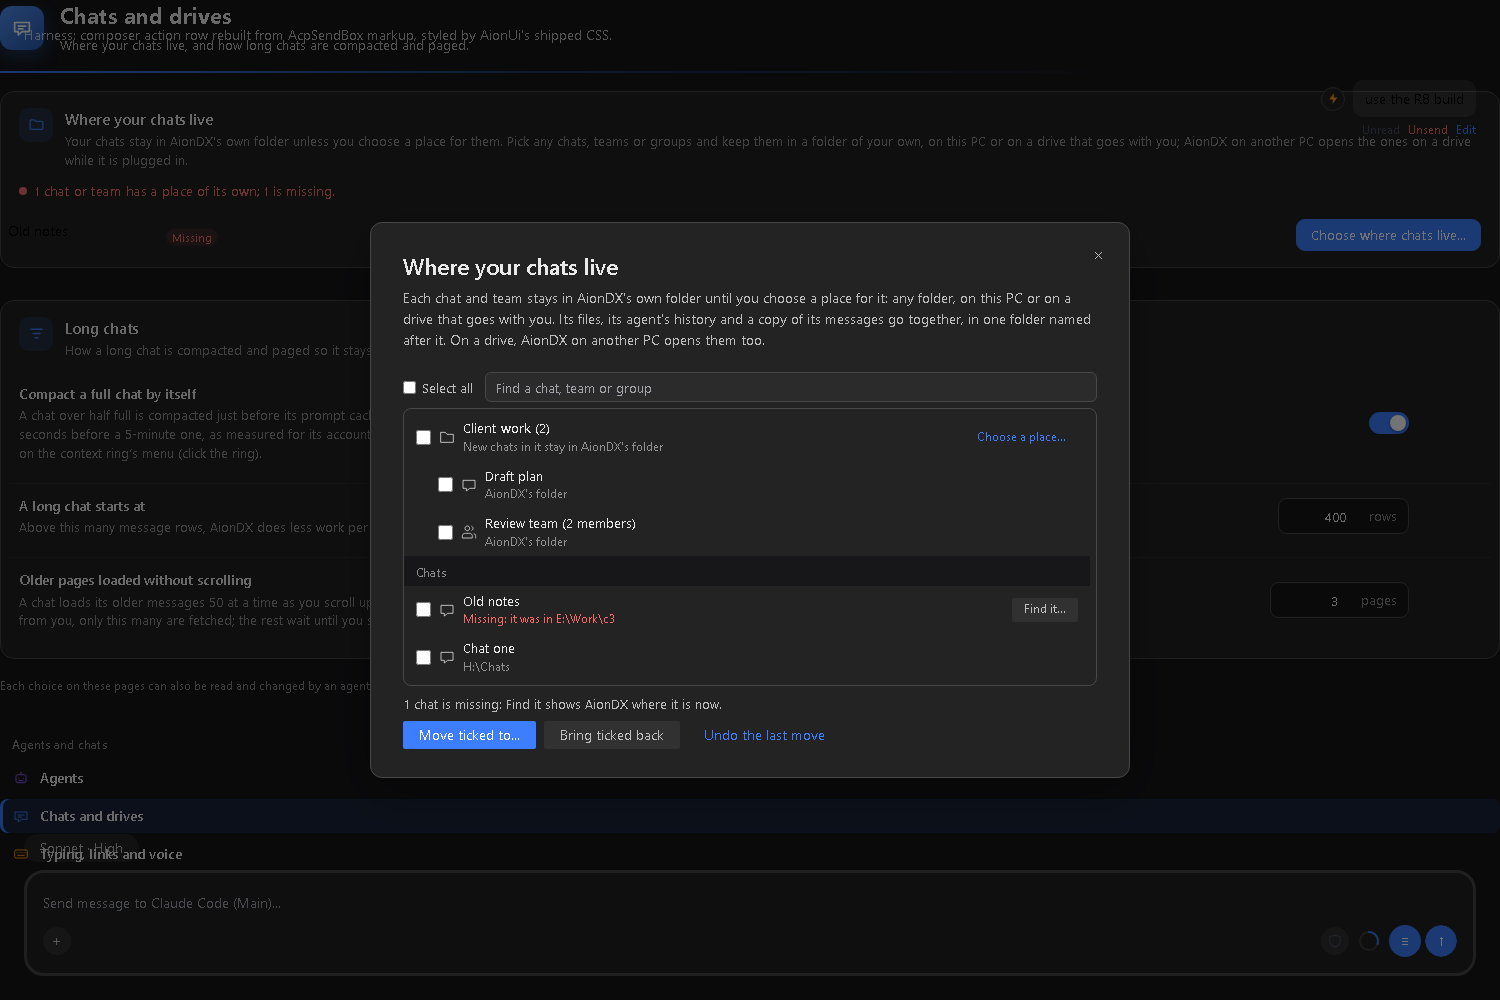 Chats and drives
Harness: composer action row rebuilt from AcpSendBox markup, styled by AionUi's shipped CSS.
Where your chats live, and how long chats are compacted and paged.
use the R8 build
Unread Unsend Edit
Where your chats live
Your chats stay in AionDX's own folder unless you choose a place for them. Pick any chats, teams or groups and keep them in a folder of your own, on this PC or on a drive that goes with you; AionDX on another PC opens the ones on a drive
while it is plugged in.
1 chat or team has a place of its own; 1 is missing.
Old notes
Missing
Choose where chats live...
Long chats
How a long chat is compacted and paged so it stays
Compact a full chat by itself
A chat over half full is compacted just before its prompt cac
seconds before a 5-minute one, as measured for its account
on the context ring's menu (click the ring).
A long chat starts at
Above this many message rows, AionDX does less work per
400 rows
Older pages loaded without scrolling
A chat loads its older messages 50 at a time as you scroll up
from you, only this many are fetched; the rest wait until you s
3 pages
Each choice on these pages can also be read and changed by an agent
Where your chats live
Each chat and team stays in AionDX's own folder until you choose a place for it: any folder, on this PC or on a
drive that goes with you. Its files, its agent's history and a copy of its messages go together, in one folder named
after it. On a drive, AionDX on another PC opens them too.
Select all
Find a chat, team or group
Client work (2)
New chats in it stay in AionDX's folder
Choose a place...
Draft plan
AionDX's folder
Review team (2 members)
AionDX's folder
Chats
Old notes
Missing: it was in E:\Work\c3
Find it...
Chat one
H:\Chats
1 chat is missing: Find it shows AionDX where it is now.
Move ticked to...
Bring ticked back
Undo the last move
Agents and chats
Agents
Chats and drives
Sonnet · High
Typing, links and voice
Send message to Claude Code (Main)...